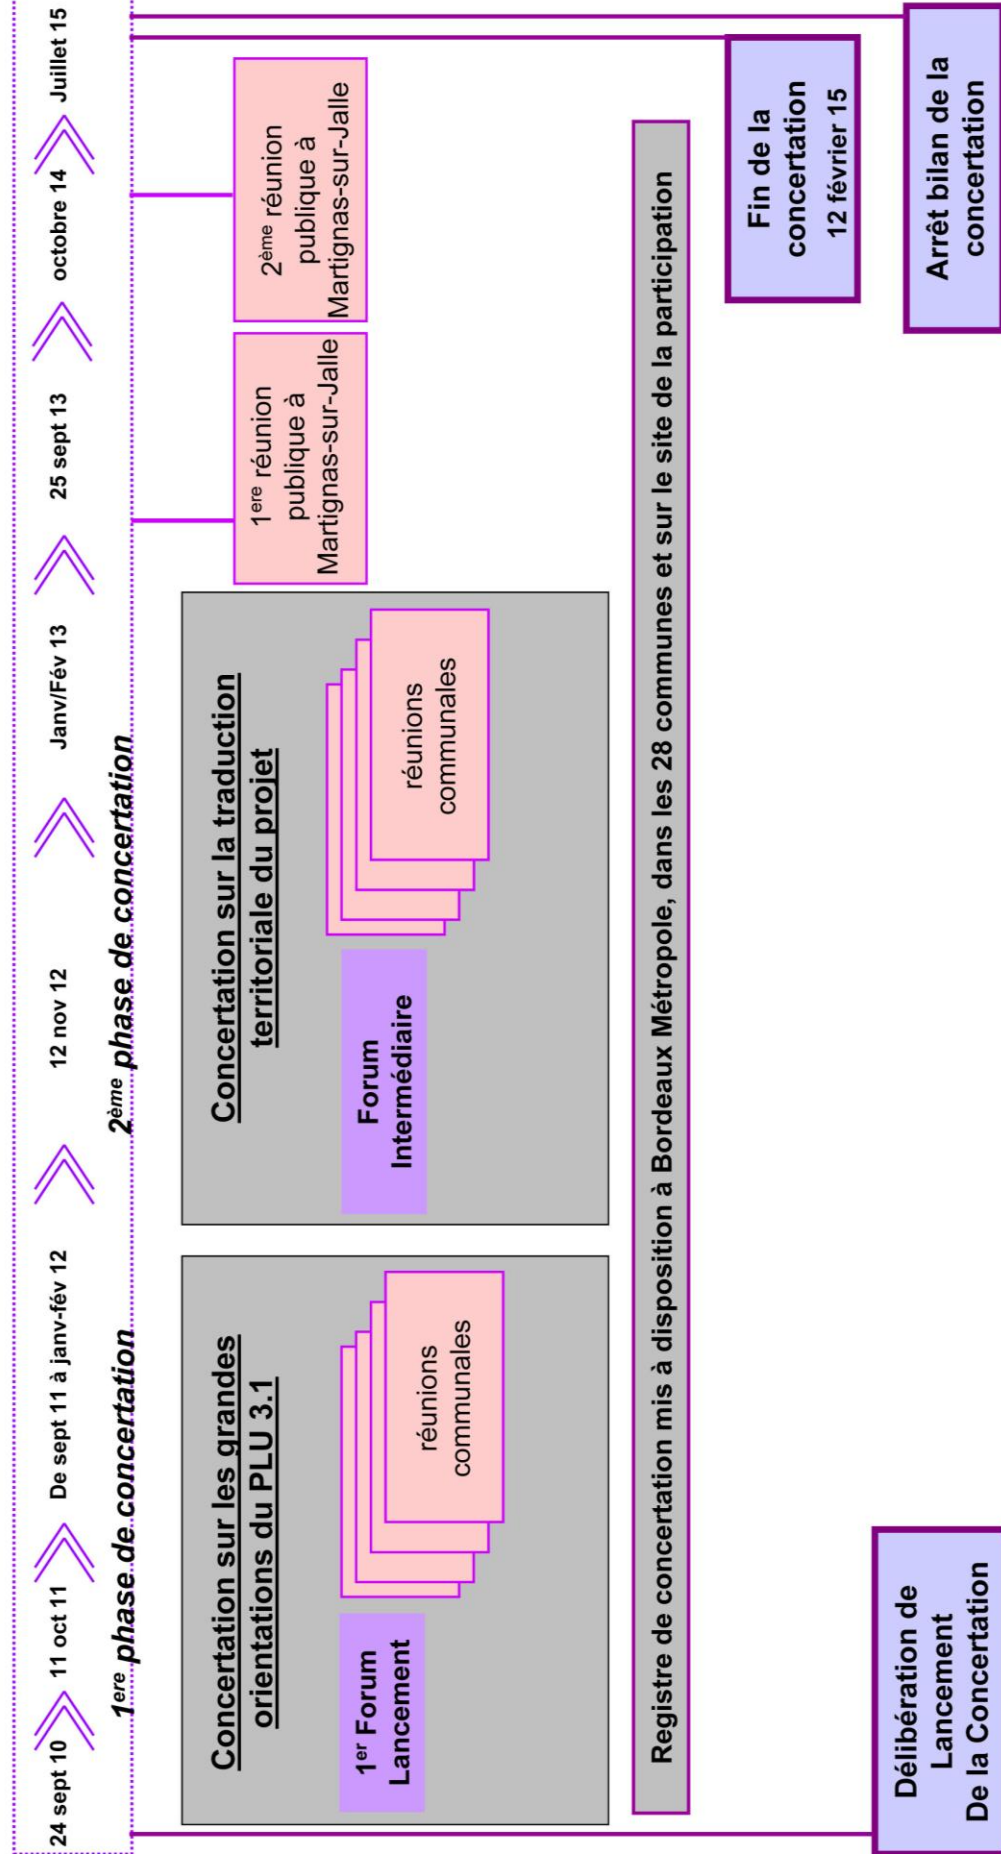 24 sept 10
11 oct 11
De sept 11 à janv-fév 12
12 nov 12
Janv/Fév 13
25 sept 13
octobre 14
Juillet 15
1ere phase de concertation
2ème phase de concertation
Concertation sur les grandes
orientations du PLU 3.1
1er Forum
Lancement
réunions
communales
Concertation sur la traduction
territoriale du projet
Forum
Intermédiaire
réunions
communales
1ere réunion
publique à
Martignas-sur-Jalle
2ème réunion
publique à
Martignas-sur-Jalle
Registre de concertation mis à disposition à Bordeaux Métropole, dans les 28 communes et sur le site de la participation
Fin de la
concertation
12 février 15
Délibération de
Lancement
De la Concertation
Arrêt bilan de la
concertation